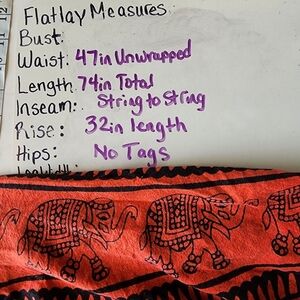 Flatlay Measures
Bust:
Waist: 47in Unwrapped
Length 74in Total
Inseam: String to String
Rise: 32in length
Hips: No Tags